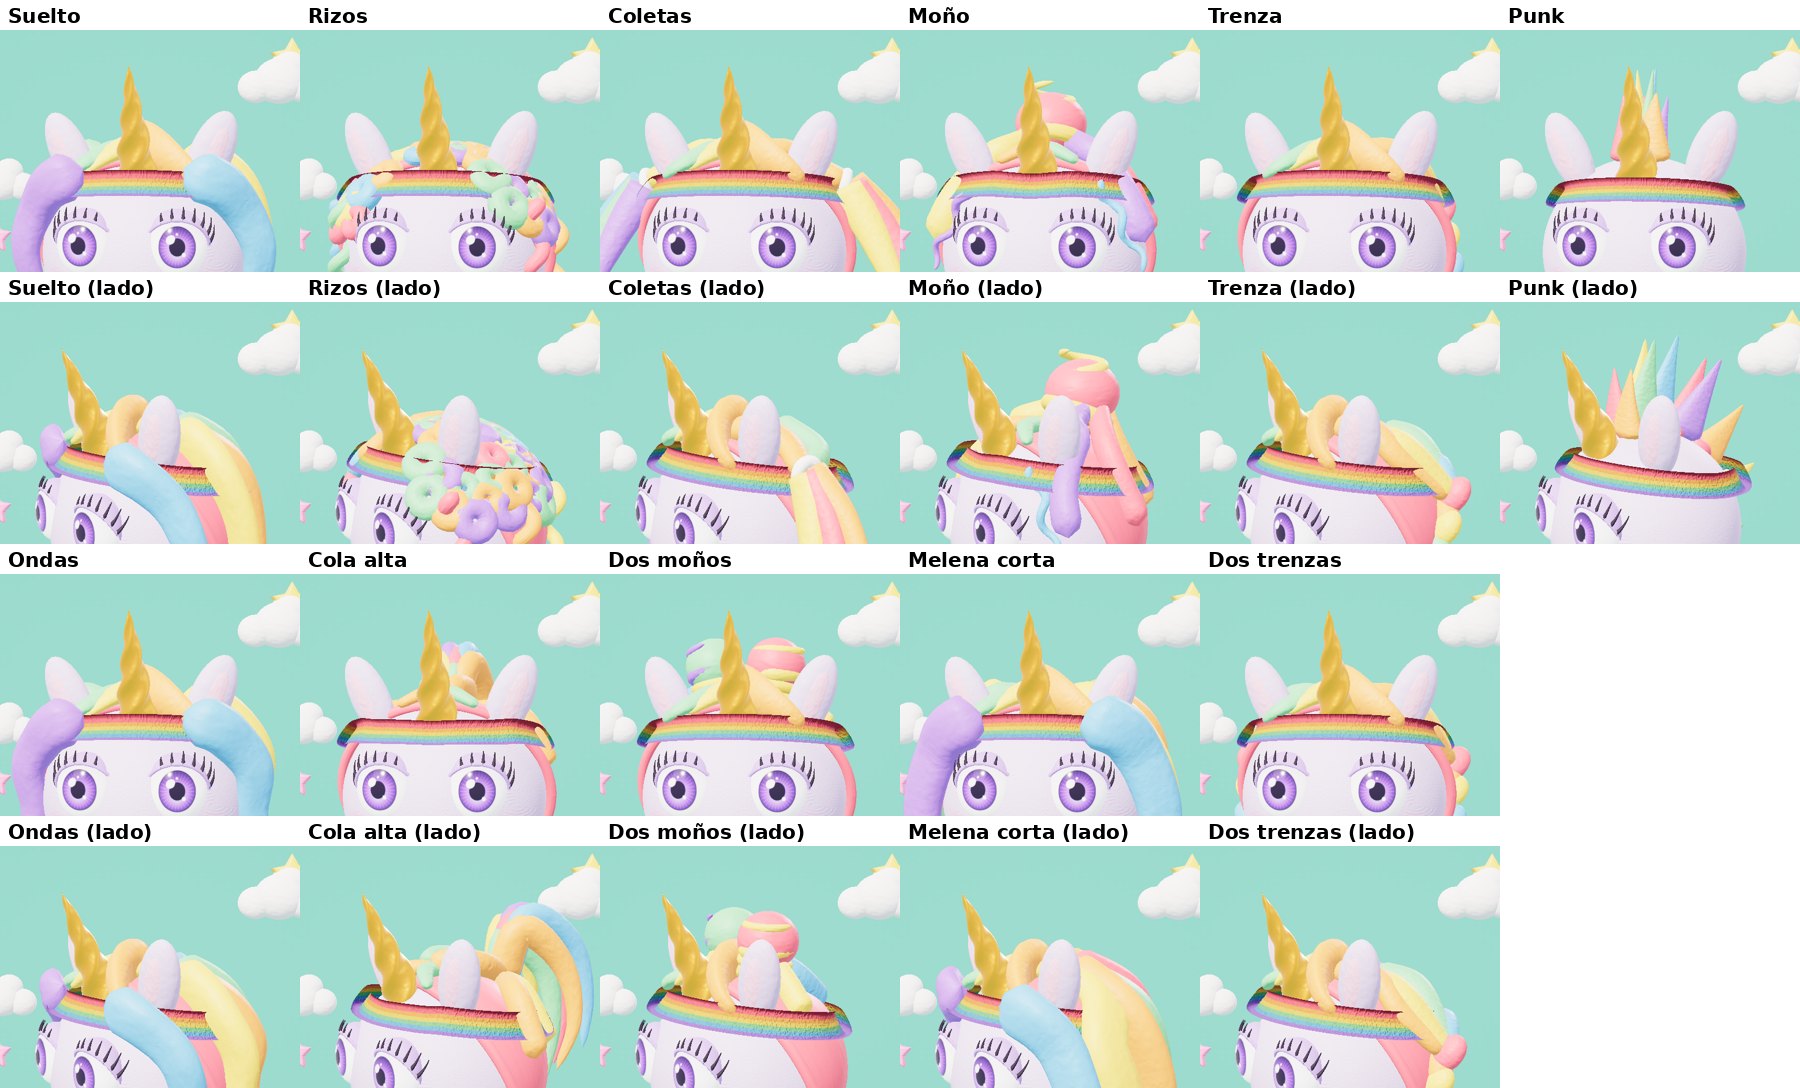 Suelto
Rizos
Coletas
Moño
Trenza
Punk
Suelto (lado)
Rizos (lado)
Coletas (lado)
Moño (lado)
Trenza (lado)
Punk (lado)
Ondas
Cola alta
Dos moños
Melena corta
Dos trenzas
Ondas (lado)
Cola alta (lado)
Dos moños (lado)
Melena corta (lado)
Dos trenzas (lado)